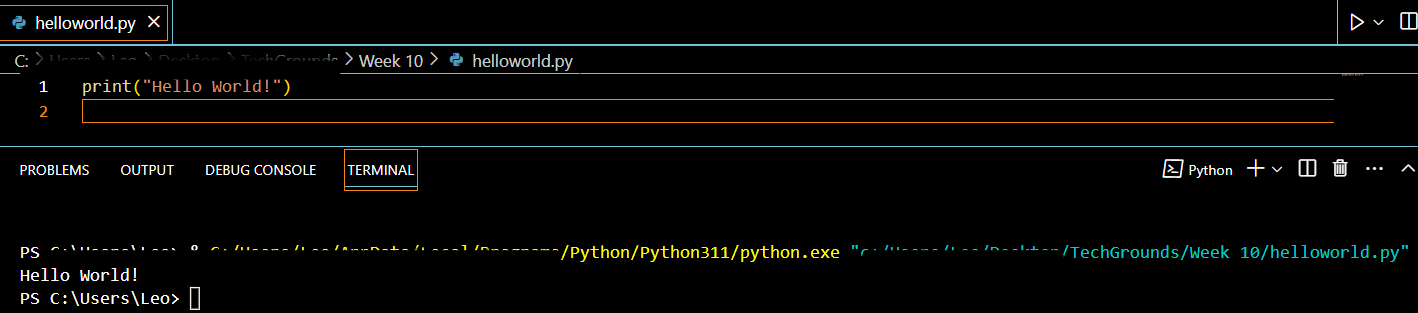 helloworld.py
C: > Users > Leo > Desktop > TechGrounds > Week 10 > helloworld.py
1 print("Hello World!")
2
PROBLEMS OUTPUT DEBUG CONSOLE TERMINAL Python
PS C:\Users\Leo> & C:/Users/Leo/AppData/Local/Programs/Python/Python311/python.exe "c:/Users/Leo/Desktop/TechGrounds/Week 10/helloworld.py"
Hello World!
PS C:\Users\Leo>